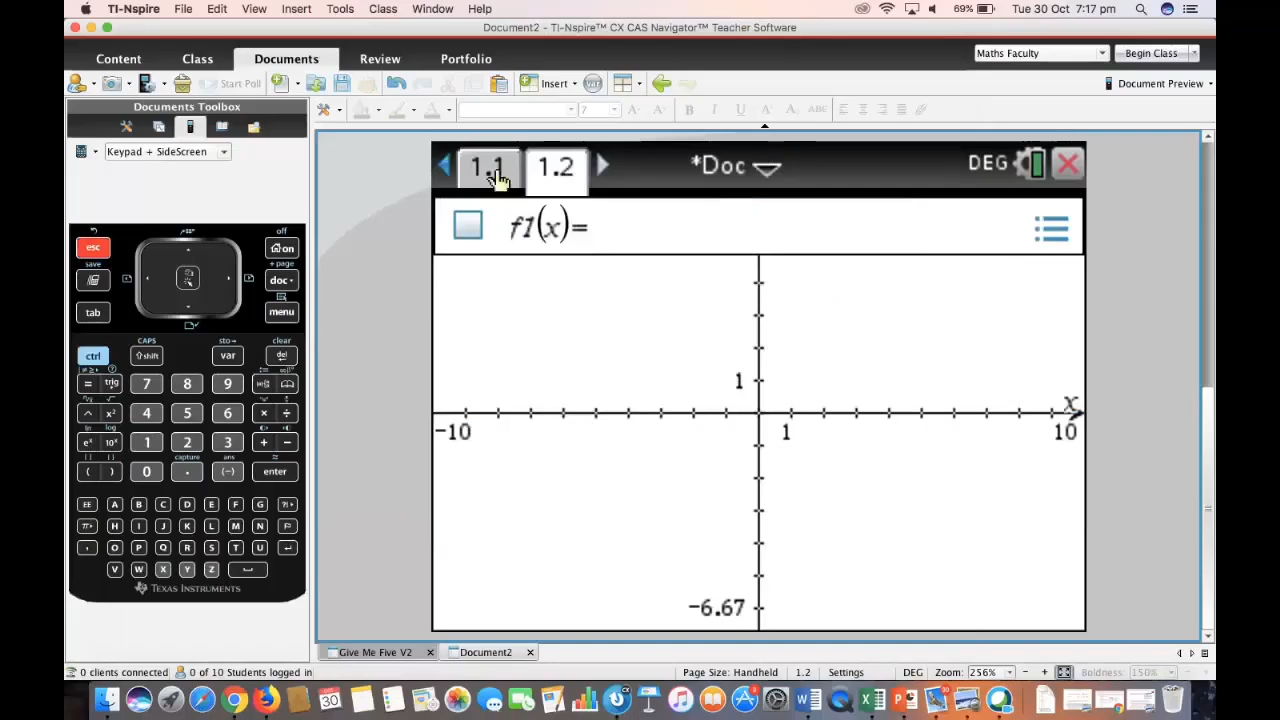 TI-Nspire File Edit View Insert Tools Class Window Help 69% Tue 30 Oct 7:17 pm
Document2 - TI-Nspire™ CX CAS Navigator™ Teacher Software
Content Class Documents Review Portfolio Maths Faculty Begin Class
Start Poll Insert var Document Preview
Documents Toolbox
7 B I U A A ABC
Keypad + SideScreen
1.1 1.2 *Doc DEG
f1(x)=
1
x
-10 1 10
-6.67
off
esc on
save + page
doc
tab menu
CAPS sto→ clear
ctrl shift var del
= trig 7 8 9
^ x² 4 5 6 × ÷
ln log
eˣ 10ˣ 1 2 3 + −
capture ans ≈
( ) 0 . (−) enter
EE A B C D E F G ?!
π H I J K L M N
, O P Q R S T U
V W X Y Z
TEXAS INSTRUMENTS
Give Me Five V2 Document2
0 clients connected 0 of 10 Students logged in Page Size: Handheld 1.2 Settings DEG Zoom: 256% − + Boldness: 150%